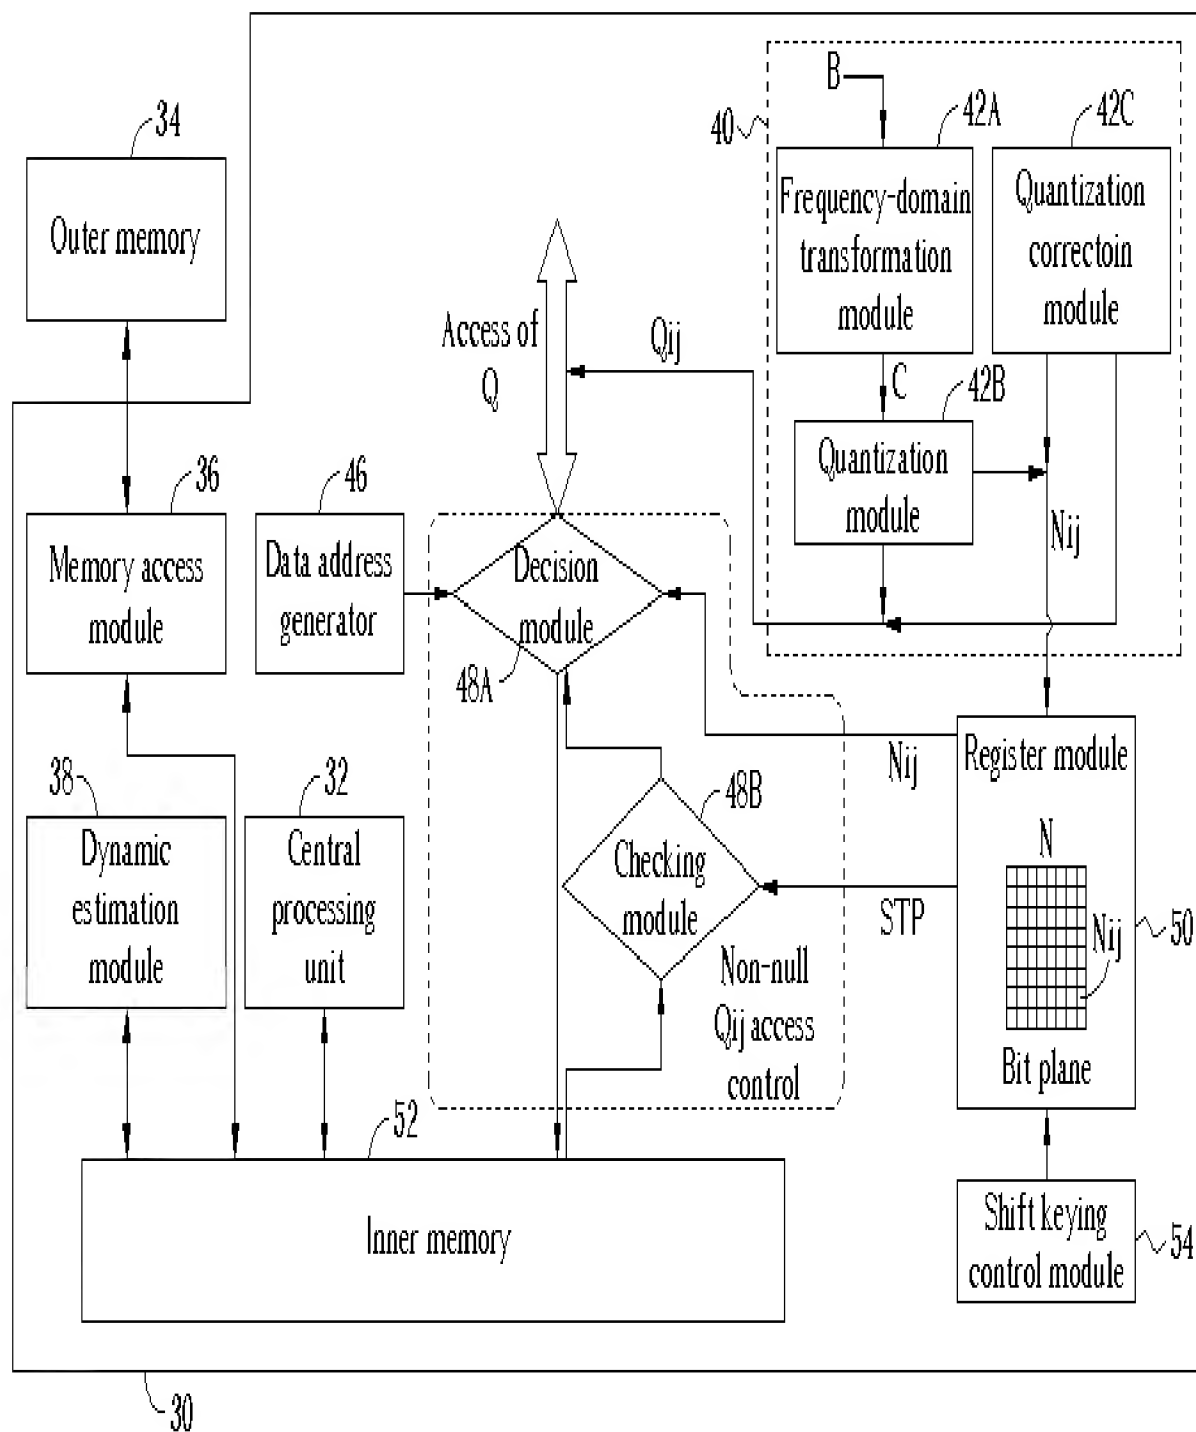 B
40
42A
42C
34
Frequency-domain
transformation
module
Quantization
correctoin
module
Outer memory
Access of
Q
Qij
C
42B
Quantization
module
Nij
36
46
Memory access
module
Data address
generator
Decision
module
48A
Nij
Register module
N
Nij
Bit plane
50
38
32
48B
Dynamic
estimation
module
Central
processing
unit
Checking
module
STP
Non-null
Qij access
control
52
Inner memory
Shift keying
control module
54
30